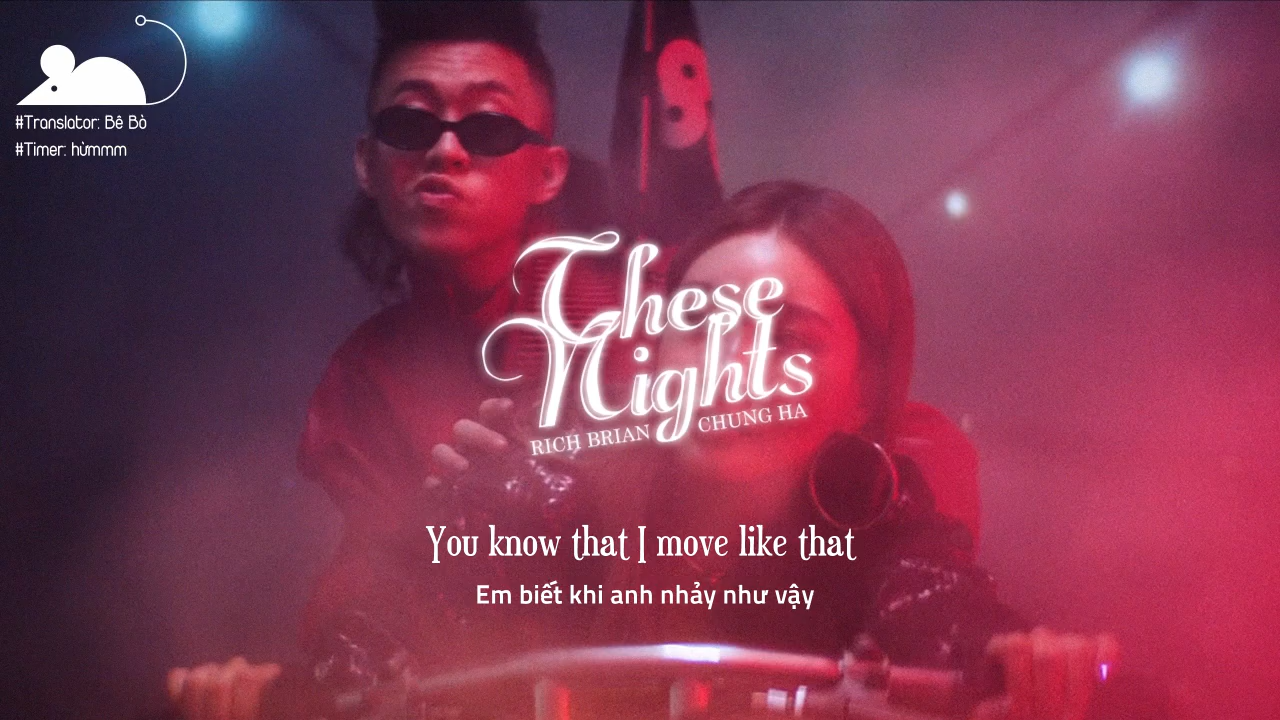 #Translator: Bê Bò
#Timer: hừmmm
These
Nights
RICH BRIAN CHUNG HA
You know that I move like that
Em biết khi anh nhảy như vậy